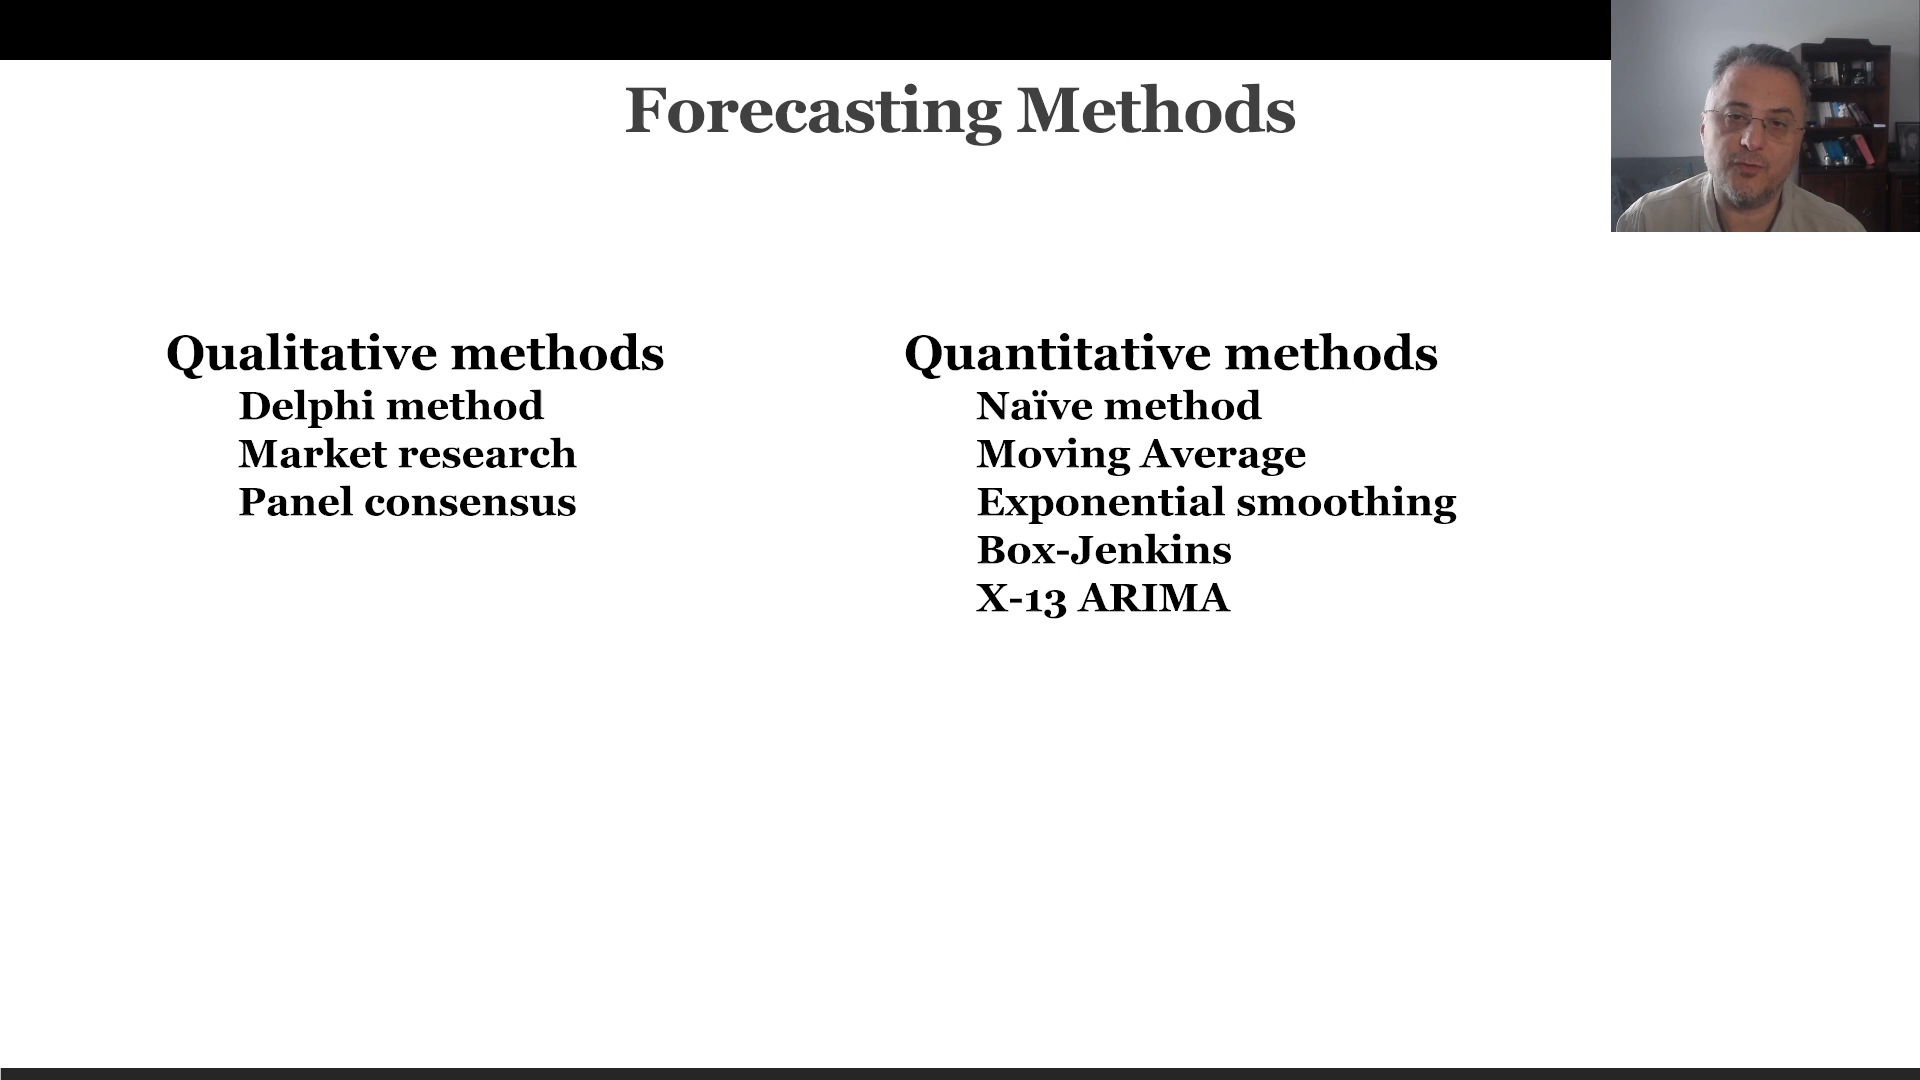 Forecasting Methods
Qualitative methods
Delphi method
Market research
Panel consensus
Quantitative methods
Naïve method
Moving Average
Exponential smoothing
Box-Jenkins
X-13 ARIMA